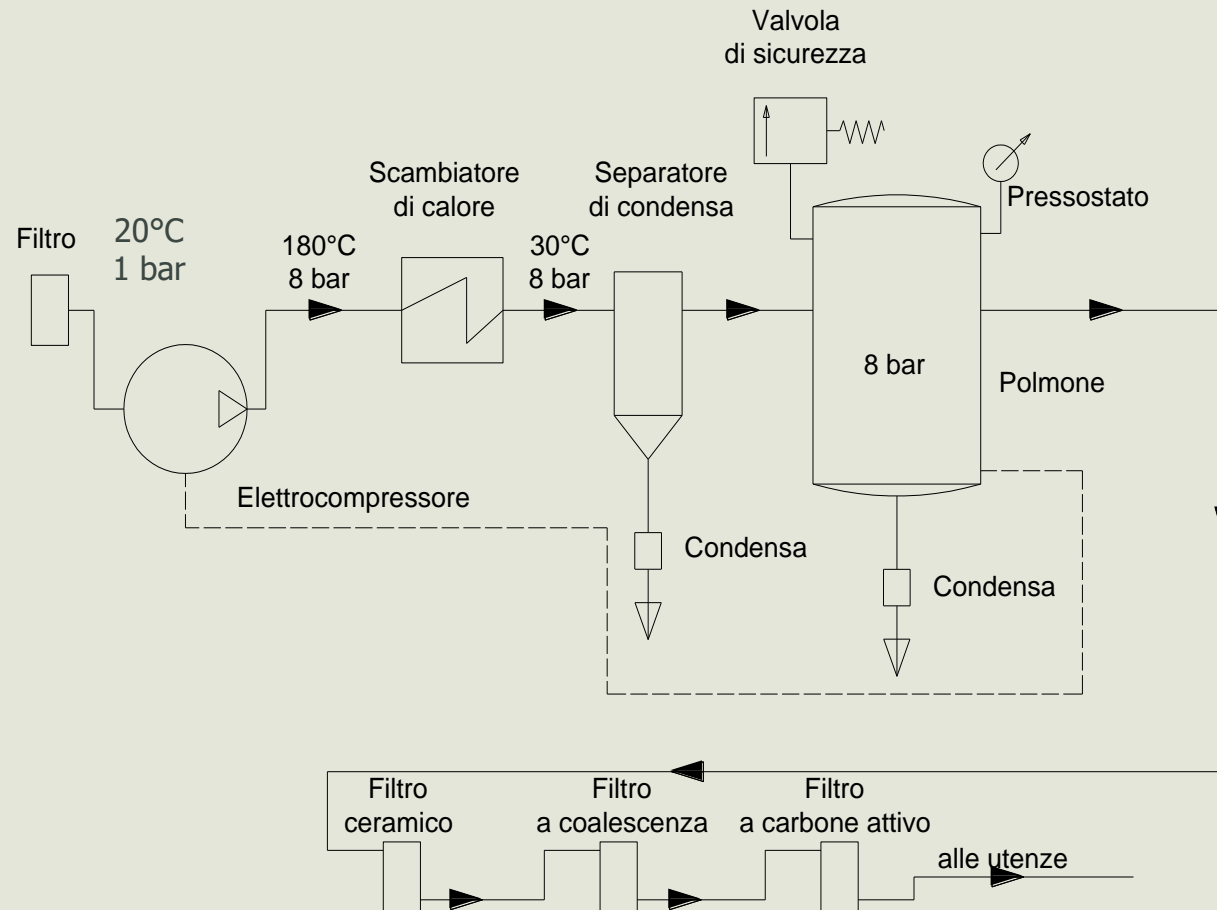 Valvola
di sicurezza
Scambiatore
di calore
Separatore
di condensa
Pressostato
Filtro
20°C
1 bar
180°C
8 bar
30°C
8 bar
8 bar
Polmone
Elettrocompressore
Condensa
Condensa
Filtro
ceramico
Filtro
a coalescenza
Filtro
a carbone attivo
alle utenze